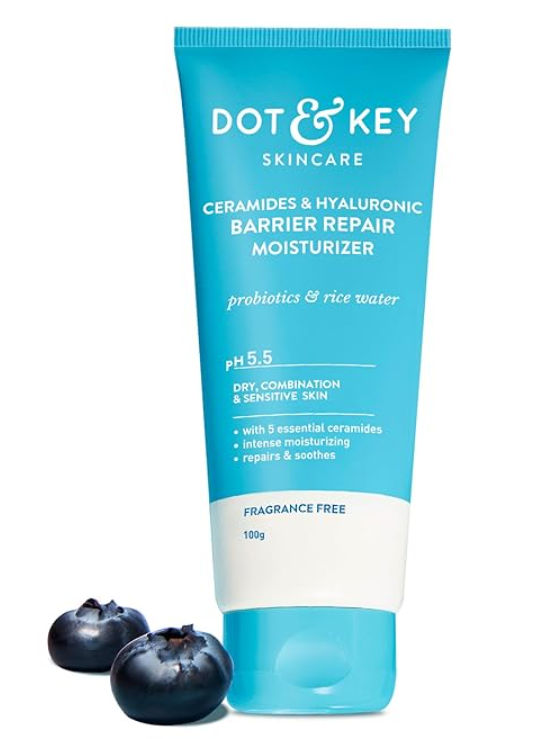 DOT & KEY
SKINCARE
CERAMIDES & HYALURONIC
BARRIER REPAIR
MOISTURIZER
probiotics & rice water
pH 5.5
DRY, COMBINATION
& SENSITIVE SKIN
• with 5 essential ceramides
• intense moisturizing
• repairs & soothes
FRAGRANCE FREE
100g